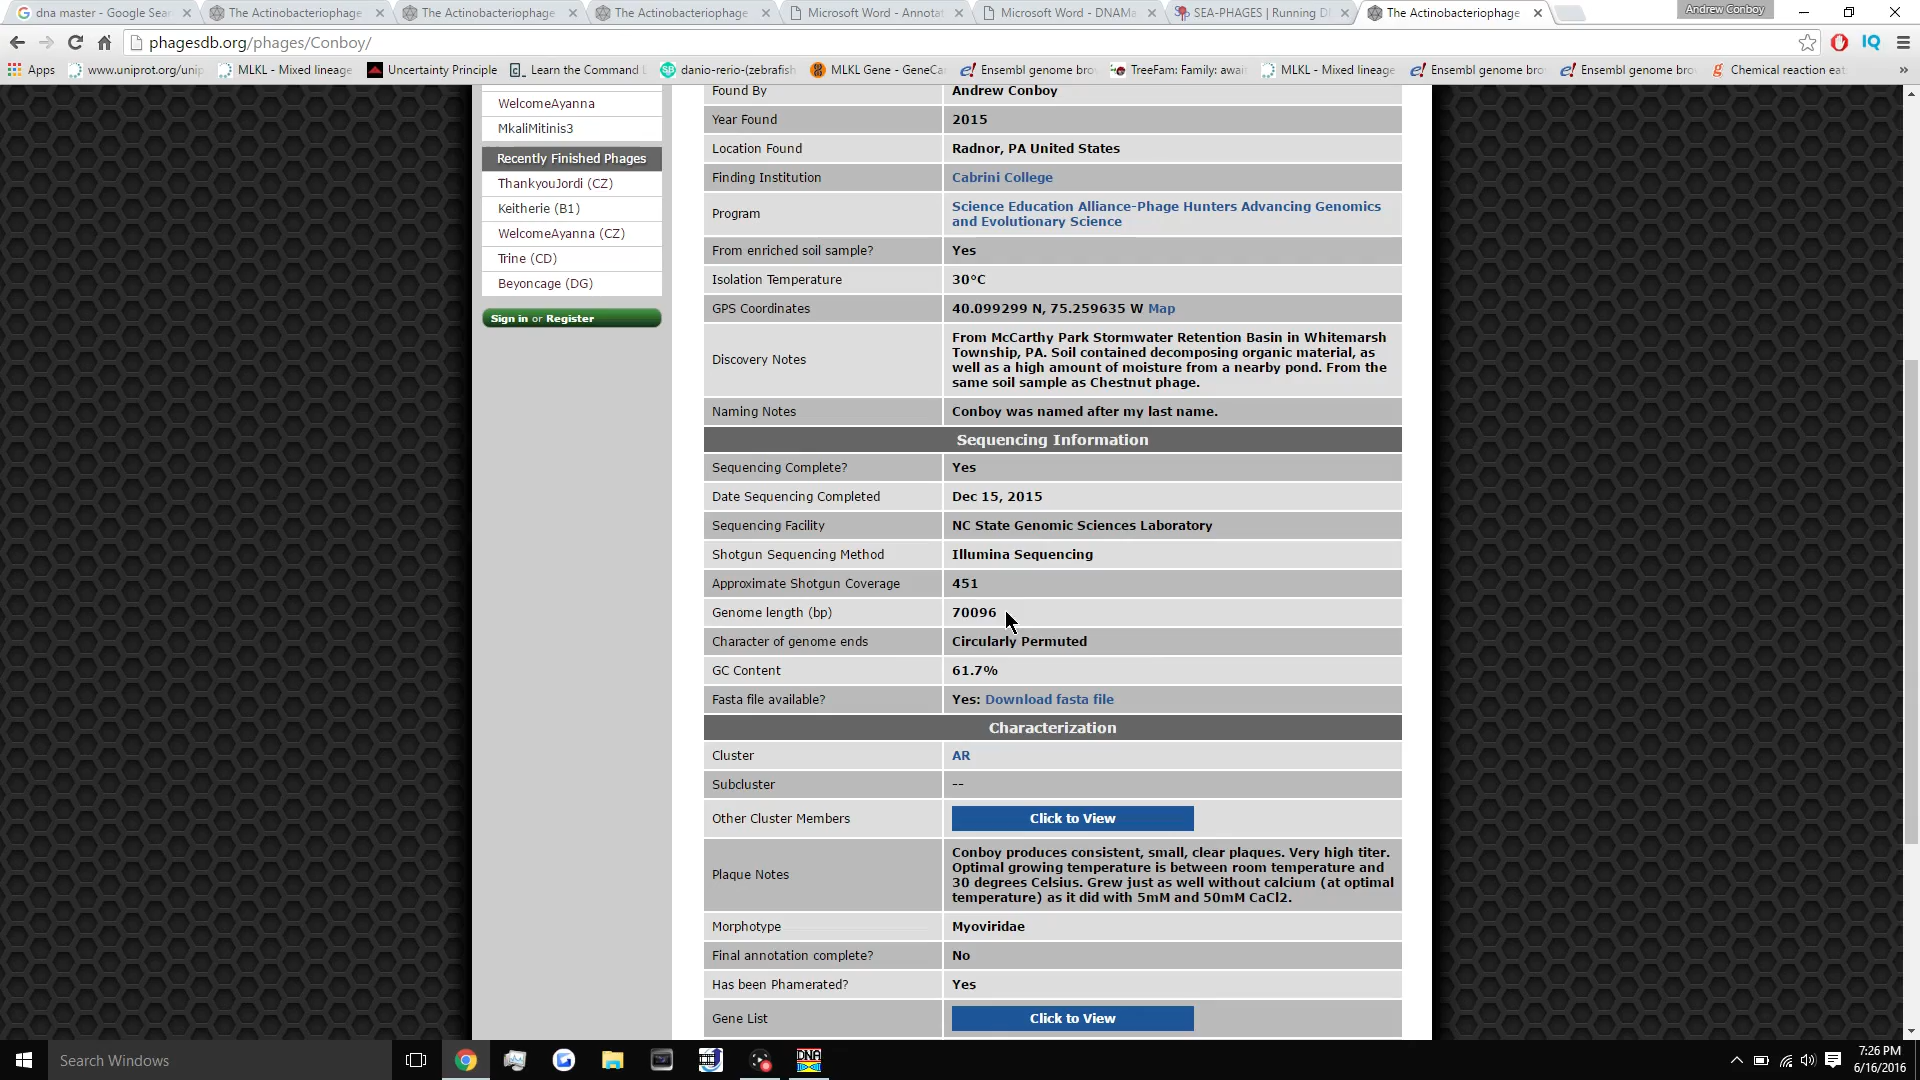 dna master - Google Sear
The Actinobacteriophage
The Actinobacteriophage
The Actinobacteriophage
Microsoft Word - Annotat
Microsoft Word - DNAMa
SEA-PHAGES | Running D
The Actinobacteriophage
Andrew Conboy
phagesdb.org/phages/Conboy/
IQ
Apps
www.uniprot.org/unip
MLKL - Mixed lineage
Uncertainty Principle
Learn the Command
danio-rerio-(zebrafish
MLKL Gene - GeneCa
Ensembl genome bro
TreeFam: Family: awai
MLKL - Mixed lineage
Ensembl genome bro
Ensembl genome bro
Chemical reaction eat
»
WelcomeAyanna
MkaliMitinis3
Recently Finished Phages
ThankyouJordi (CZ)
Keitherie (B1)
WelcomeAyanna (CZ)
Trine (CD)
Beyoncage (DG)
Sign in or Register
Found By Andrew Conboy
Year Found 2015
Location Found Radnor, PA United States
Finding Institution Cabrini College
Program Science Education Alliance-Phage Hunters Advancing Genomics
and Evolutionary Science
From enriched soil sample? Yes
Isolation Temperature 30°C
GPS Coordinates 40.099299 N, 75.259635 W Map
Discovery Notes From McCarthy Park Stormwater Retention Basin in Whitemarsh
Township, PA. Soil contained decomposing organic material, as
well as a high amount of moisture from a nearby pond. From the
same soil sample as Chestnut phage.
Naming Notes Conboy was named after my last name.
Sequencing Information
Sequencing Complete? Yes
Date Sequencing Completed Dec 15, 2015
Sequencing Facility NC State Genomic Sciences Laboratory
Shotgun Sequencing Method Illumina Sequencing
Approximate Shotgun Coverage 451
Genome length (bp) 70096
Character of genome ends Circularly Permuted
GC Content 61.7%
Fasta file available? Yes: Download fasta file
Characterization
Cluster AR
Subcluster --
Other Cluster Members Click to View
Plaque Notes Conboy produces consistent, small, clear plaques. Very high titer.
Optimal growing temperature is between room temperature and
30 degrees Celsius. Grew just as well without calcium (at optimal
temperature) as it did with 5mM and 50mM CaCl2.
Morphotype Myoviridae
Final annotation complete? No
Has been Phamerated? Yes
Gene List Click to View
Search Windows
DNA
7:26 PM
6/16/2016